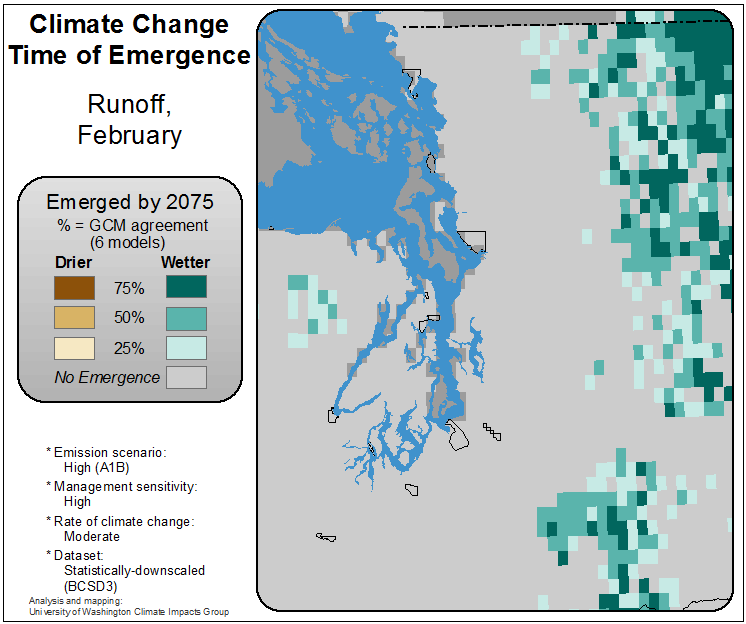 Climate Change
Time of Emergence
Runoff,
February
Emerged by 2075
% = GCM agreement
(6 models)
Drier Wetter
75%
50%
25%
No Emergence
* Emission scenario:
High (A1B)
* Management sensitivity:
High
* Rate of climate change:
Moderate
* Dataset:
Statistically-downscaled
(BCSD3)
Analysis and mapping:
University of Washington Climate Impacts Group